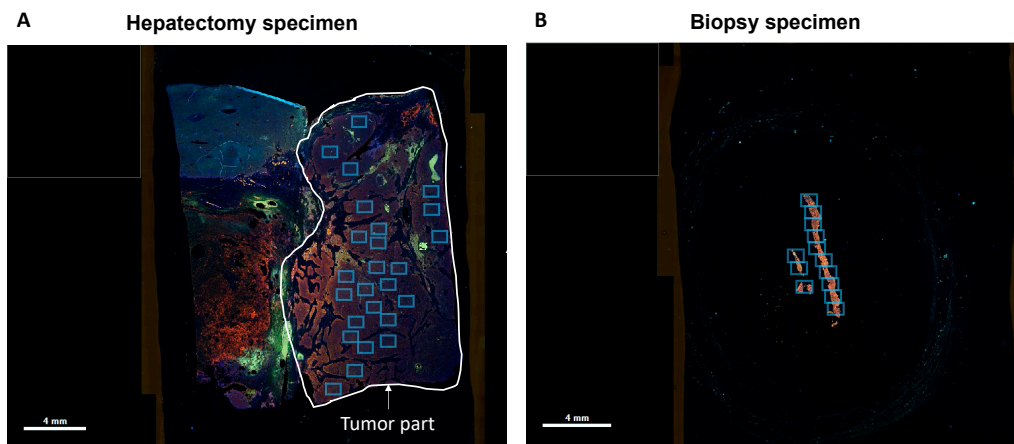 A
Hepatectomy specimen
B
Biopsy specimen
Tumor part
4 mm
4 mm